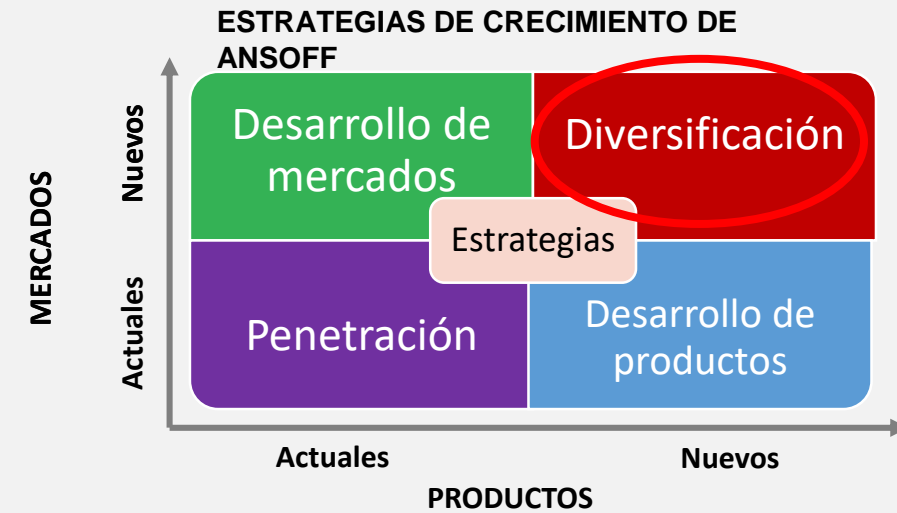 ESTRATEGIAS DE CRECIMIENTO DE
ANSOFF
MERCADOS
Nuevos
Actuales
Desarrollo de
mercados
Diversificación
Estrategias
Penetración
Desarrollo de
productos
Actuales
Nuevos
PRODUCTOS